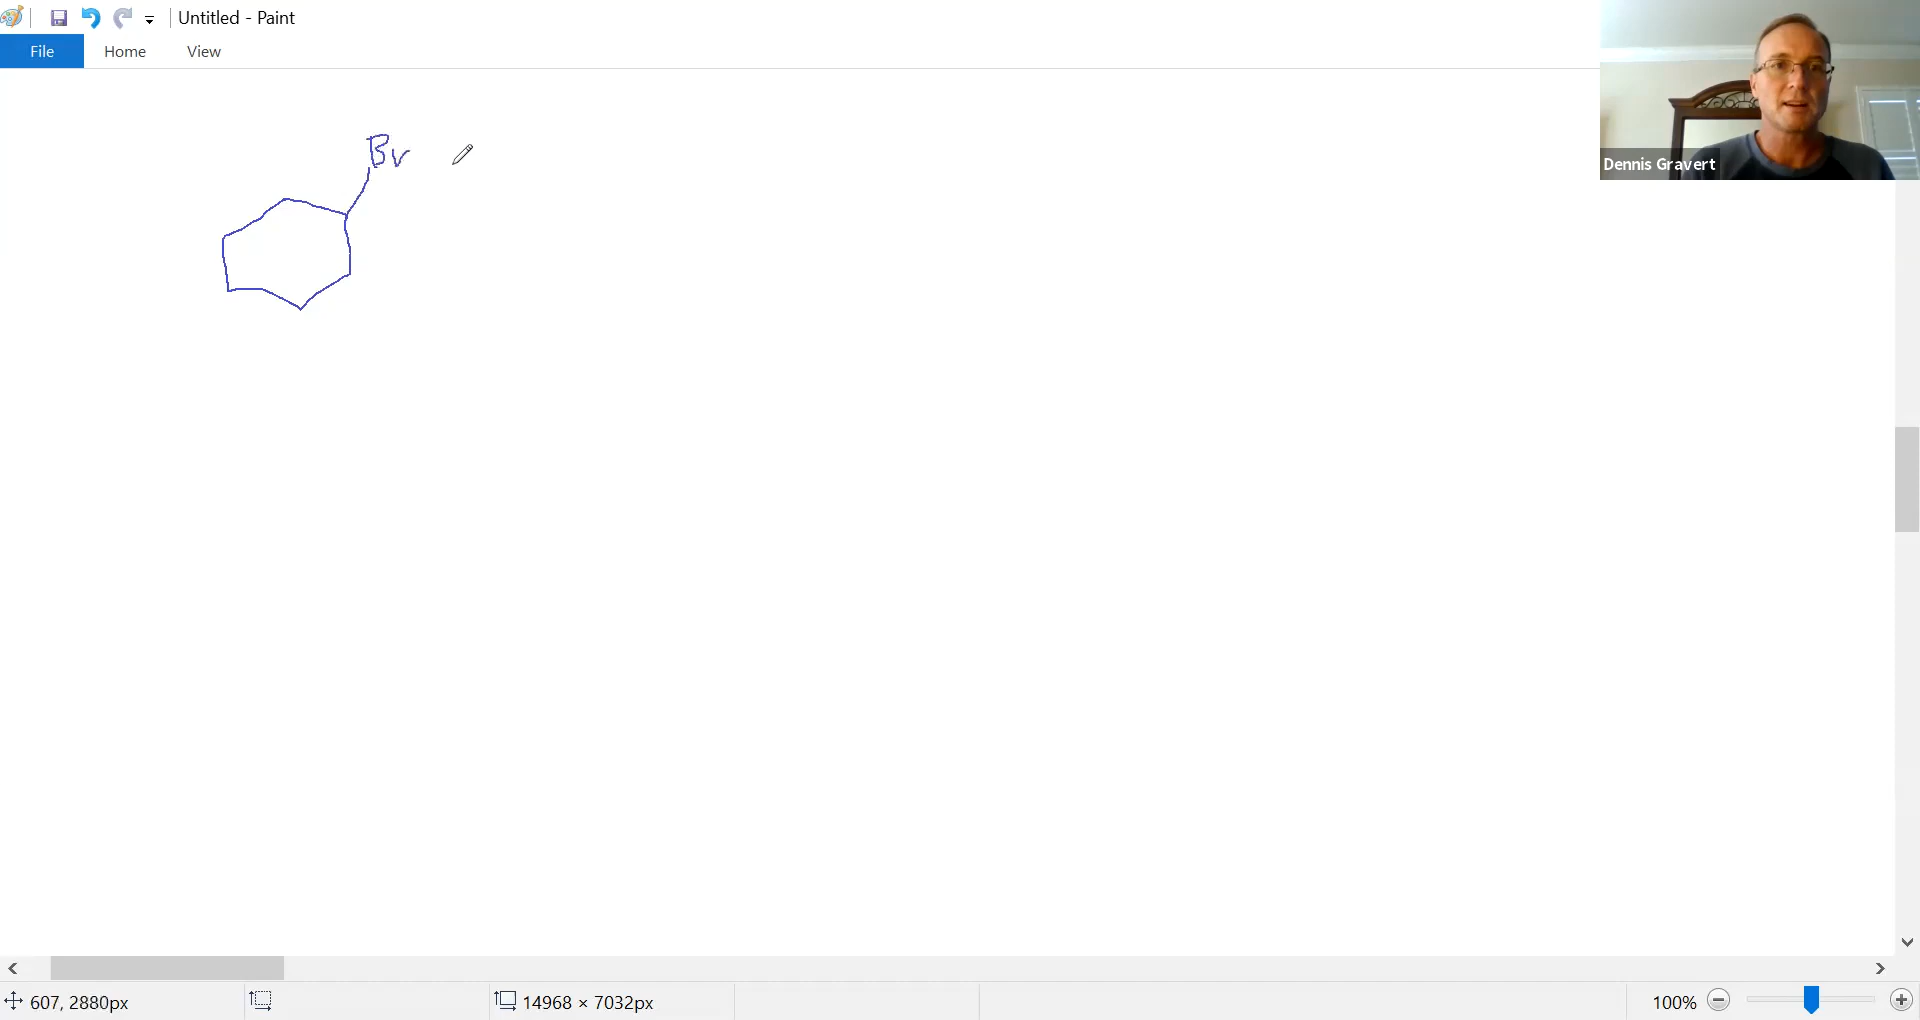 Untitled - Paint
File Home View
Br
Dennis Gravert
607, 2880px 14968 × 7032px 100%